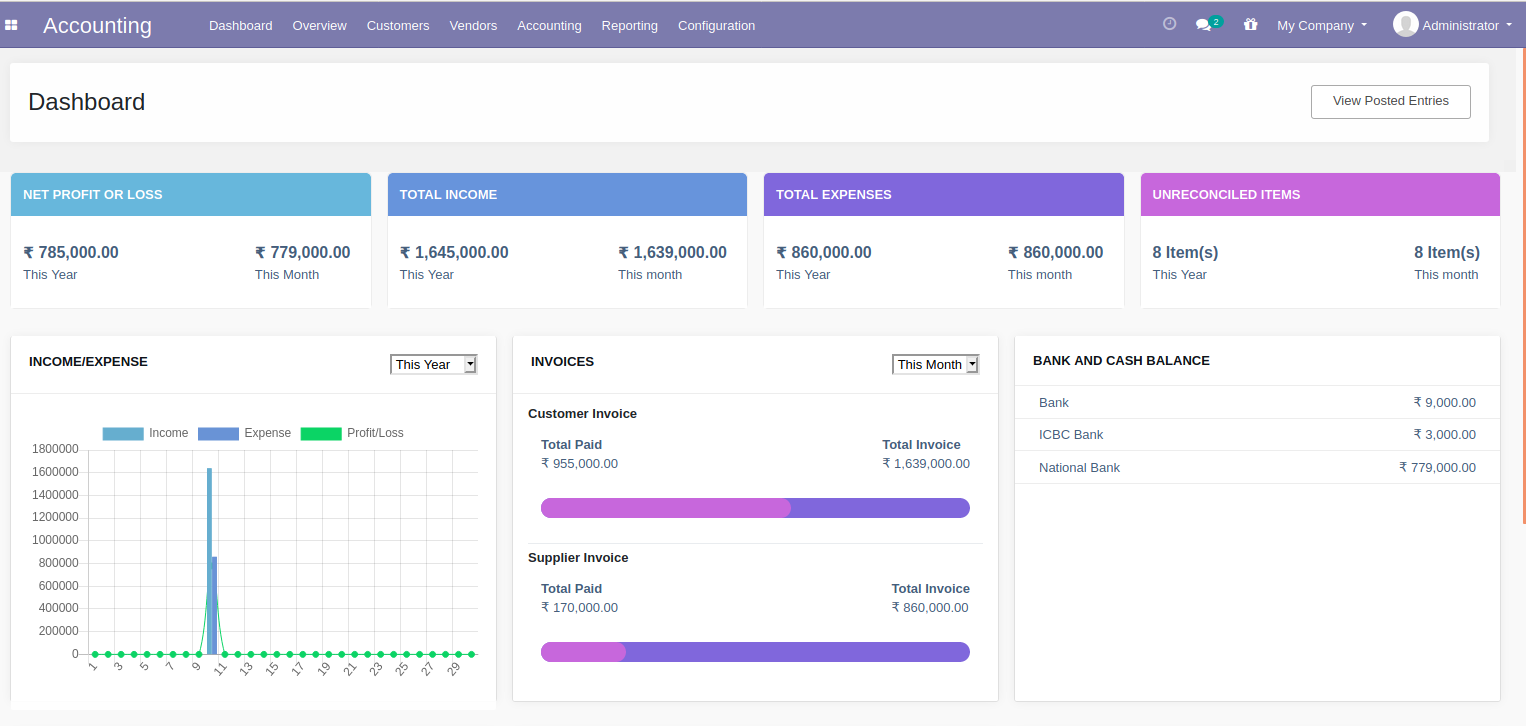 Accounting Dashboard Overview Customers Vendors Accounting Reporting Configuration 2 My Company Administrator
Dashboard View Posted Entries
NET PROFIT OR LOSS TOTAL INCOME TOTAL EXPENSES UNRECONCILED ITEMS
₹ 785,000.00 ₹ 779,000.00 ₹ 1,645,000.00 ₹ 1,639,000.00 ₹ 860,000.00 ₹ 860,000.00 8 Item(s) 8 Item(s)
This Year This Month This Year This month This Year This month This Year This month
INCOME/EXPENSE This Year
Income Expense Profit/Loss
1800000
1600000
1400000
1200000
1000000
800000
600000
400000
200000
0
1 3 5 7 9 11 13 15 17 19 21 23 25 27 29
INVOICES This Month
Customer Invoice
Total Paid Total Invoice
₹ 955,000.00 ₹ 1,639,000.00
Supplier Invoice
Total Paid Total Invoice
₹ 170,000.00 ₹ 860,000.00
BANK AND CASH BALANCE
Bank ₹ 9,000.00
ICBC Bank ₹ 3,000.00
National Bank ₹ 779,000.00